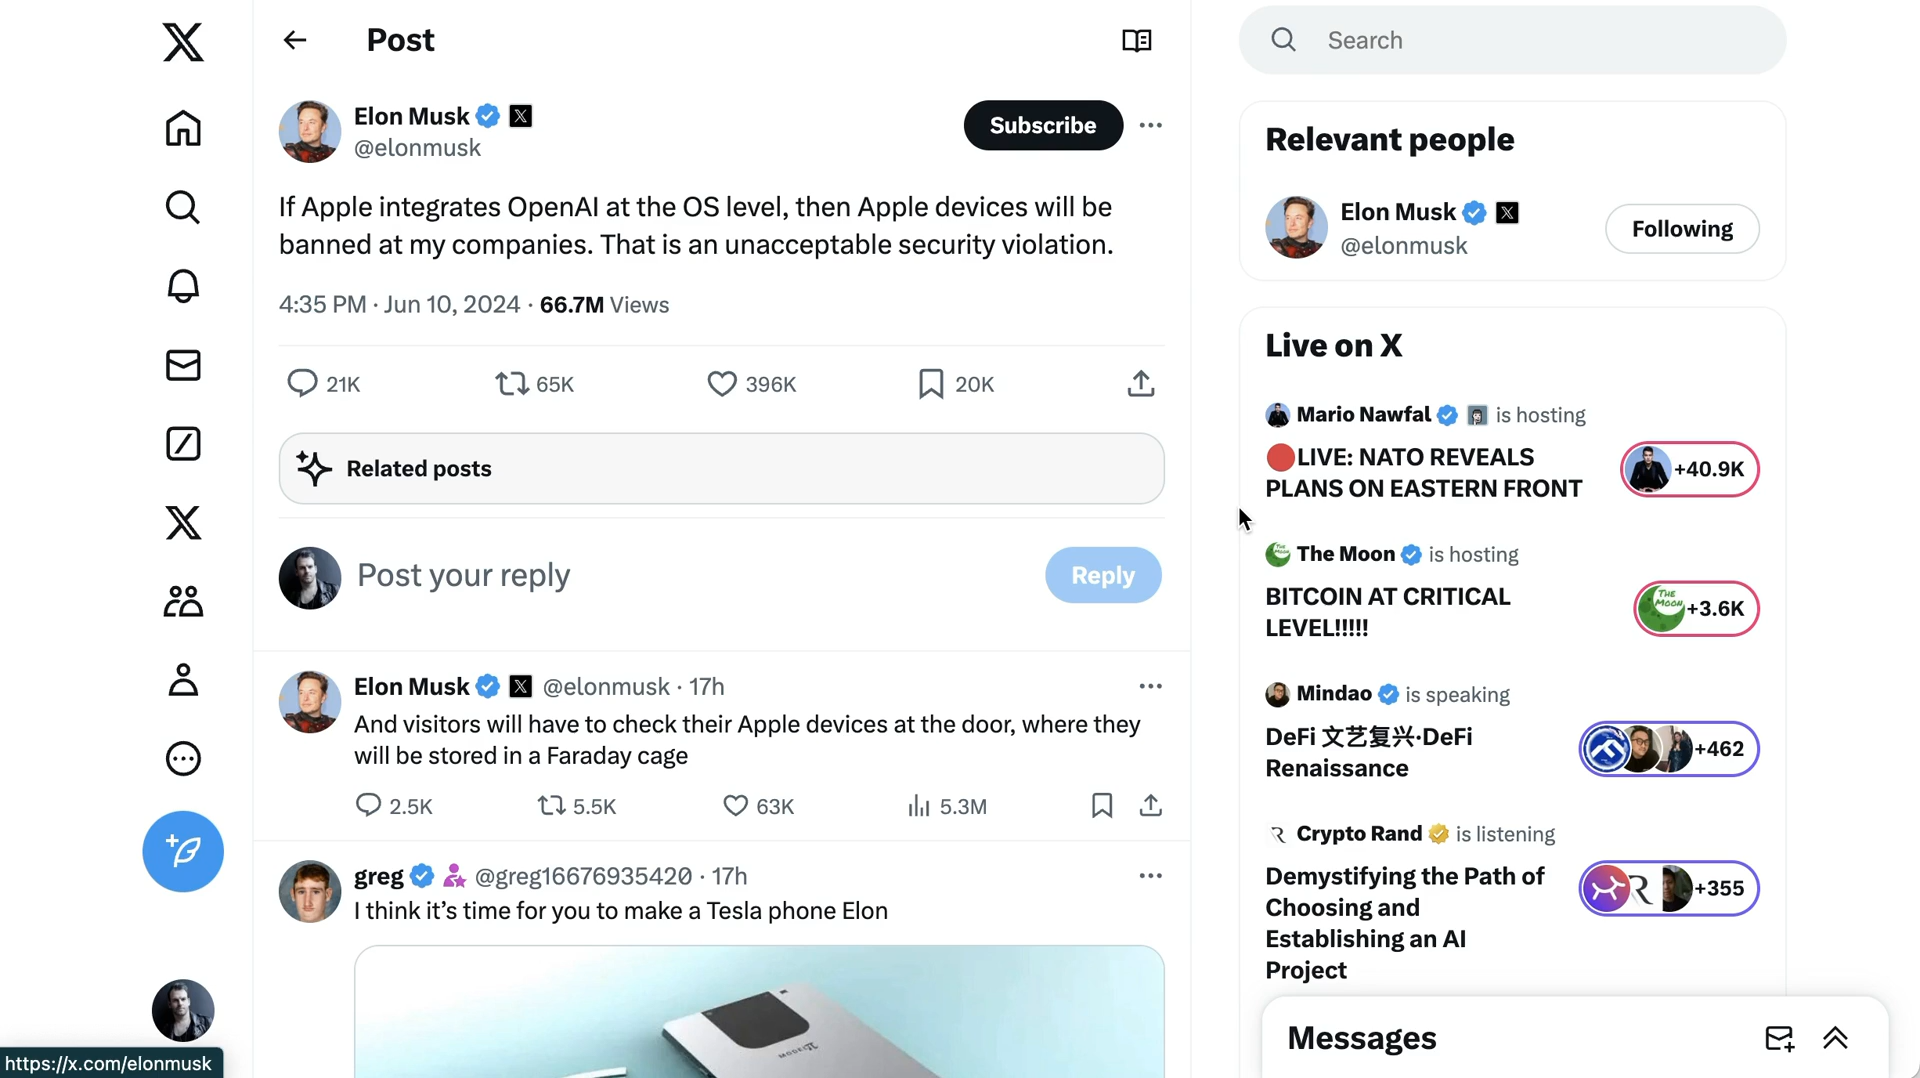 Post
Search
Elon Musk
@elonmusk
Subscribe
If Apple integrates OpenAI at the OS level, then Apple devices will be
banned at my companies. That is an unacceptable security violation.
4:35 PM · Jun 10, 2024 · 66.7M Views
21K
65K
396K
20K
Related posts
Post your reply
Reply
Elon Musk @elonmusk · 17h
And visitors will have to check their Apple devices at the door, where they
will be stored in a Faraday cage
2.5K
5.5K
63K
5.3M
greg @greg16676935420 · 17h
I think it's time for you to make a Tesla phone Elon
MODEL π
Relevant people
Elon Musk
@elonmusk
Following
Live on X
Mario Nawfal is hosting
LIVE: NATO REVEALS
PLANS ON EASTERN FRONT
+40.9K
The Moon is hosting
BITCOIN AT CRITICAL
LEVEL!!!!!
THE
MOON
+3.6K
Mindao is speaking
DeFi 文艺复兴·DeFi
Renaissance
+462
Crypto Rand is listening
Demystifying the Path of
Choosing and
Establishing an AI
Project
+355
Messages
https://x.com/elonmusk